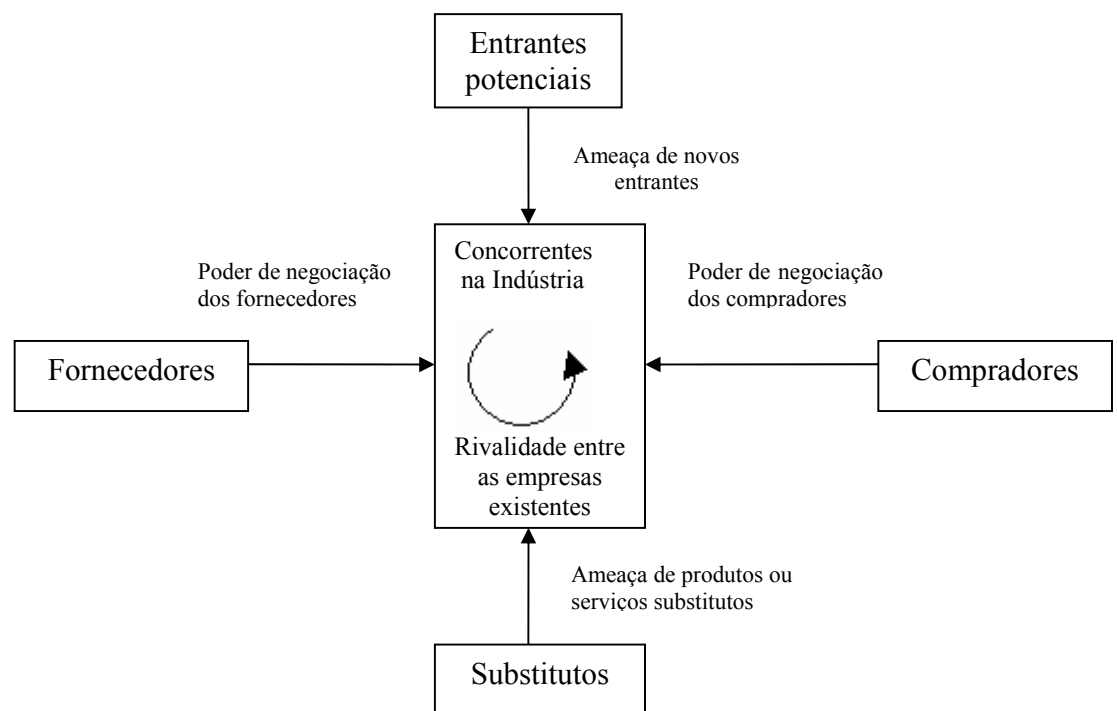 Entrantes
potenciais
Ameaça de novos
entrantes
Concorrentes
na Indústria
Poder de negociação
dos fornecedores
Poder de negociação
dos compradores
Fornecedores
Compradores
Rivalidade entre
as empresas
existentes
Ameaça de produtos ou
serviços substitutos
Substitutos